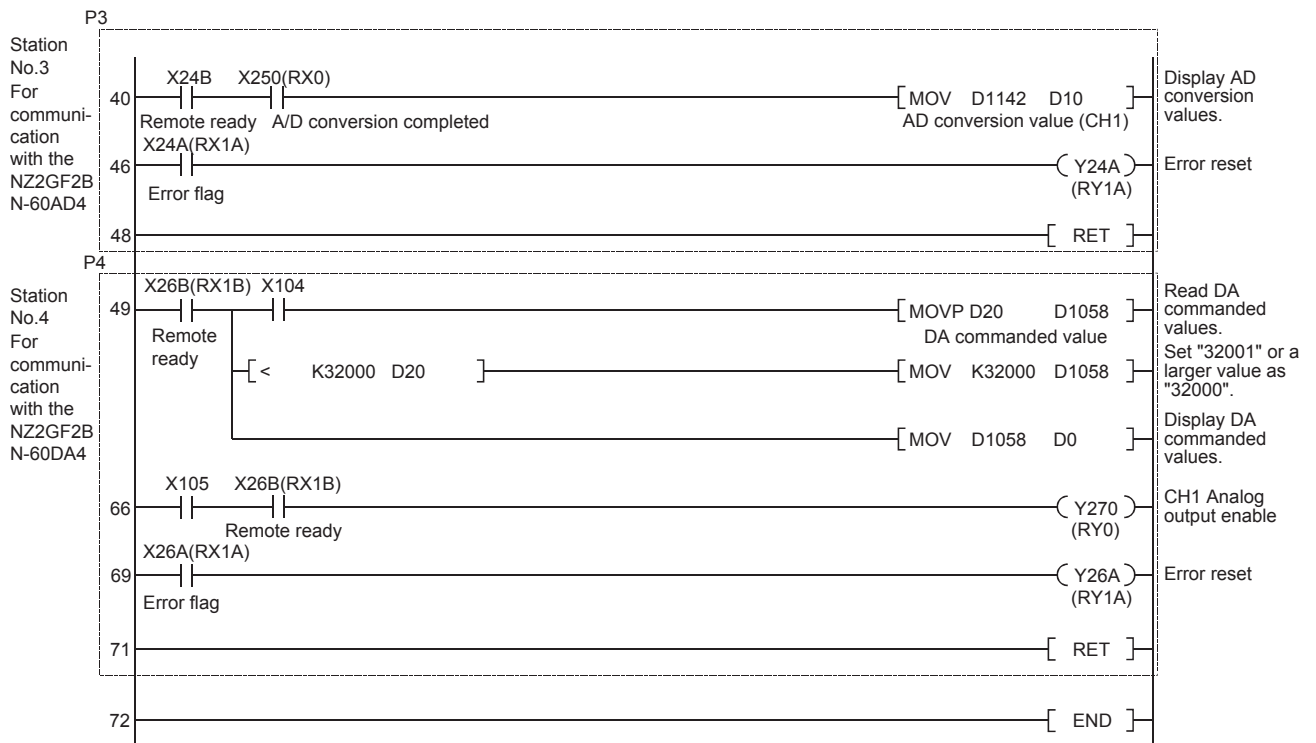 P3
Station
No.3
For
communi-
cation
with the
NZ2GF2B
N-60AD4
X24B X250(RX0)
40 [ MOV D1142 D10 ]
Remote ready A/D conversion completed AD conversion value (CH1)
Display AD
conversion
values.
X24A(RX1A)
46 ( Y24A )
Error flag (RY1A)
Error reset
48 [ RET ]
P4
Station
No.4
For
communi-
cation
with the
NZ2GF2B
N-60DA4
X26B(RX1B) X104
49 [ MOVP D20 D1058 ]
Remote
ready
DA commanded value
Read DA
commanded
values.
[ < K32000 D20 ] [ MOV K32000 D1058 ]
Set "32001" or a
larger value as
"32000".
[ MOV D1058 D0 ]
Display DA
commanded
values.
X105 X26B(RX1B)
66 ( Y270 )
Remote ready (RY0)
CH1 Analog
output enable
X26A(RX1A)
69 ( Y26A )
Error flag (RY1A)
Error reset
71 [ RET ]
72 [ END ]